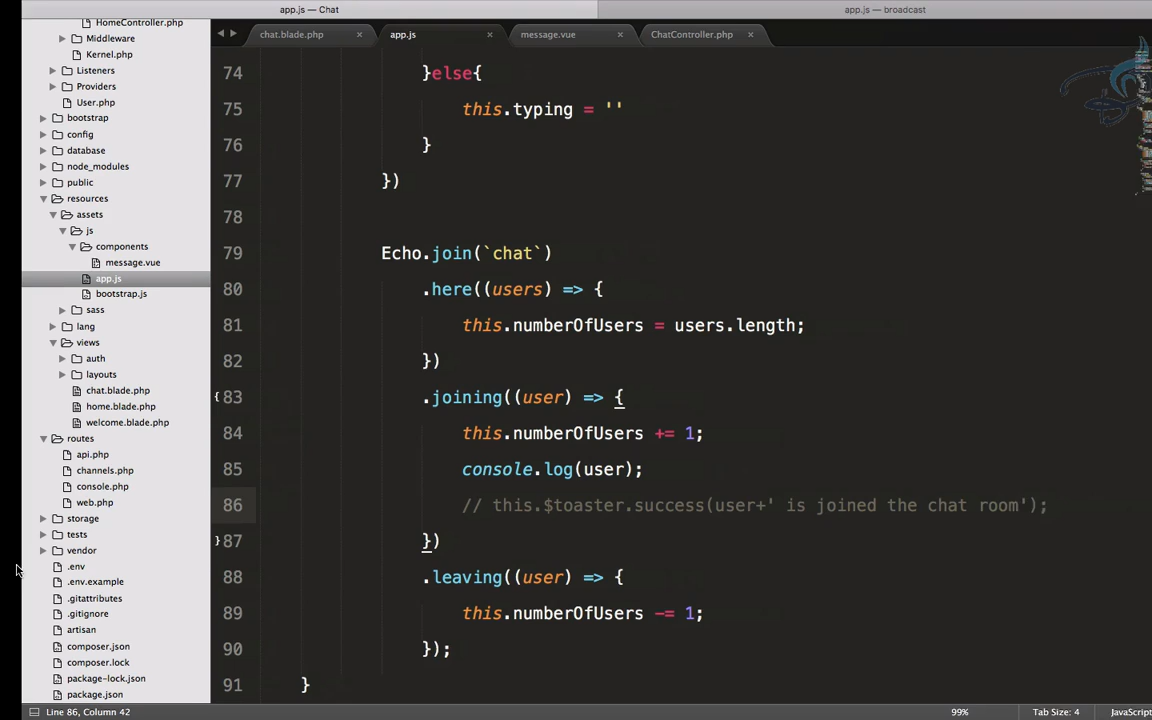 app.js — Chat
app.js — broadcast
chat.blade.php ×
app.js ×
message.vue ×
ChatController.php ×
HomeController.php
Middleware
Kernel.php
Listeners
Providers
User.php
bootstrap
config
database
node_modules
public
resources
assets
js
components
message.vue
app.js
bootstrap.js
sass
lang
views
auth
layouts
chat.blade.php
home.blade.php
welcome.blade.php
routes
api.php
channels.php
console.php
web.php
storage
tests
vendor
.env
.env.example
.gitattributes
.gitignore
artisan
composer.json
composer.lock
package-lock.json
package.json
74 }else{
75 this.typing = ''
76 }
77 })
78
79 Echo.join(`chat`)
80 .here((users) => {
81 this.numberOfUsers = users.length;
82 })
{ 83 .joining((user) => {
84 this.numberOfUsers += 1;
85 console.log(user);
86 // this.$toaster.success(user+' is joined the chat room');
} 87 })
88 .leaving((user) => {
89 this.numberOfUsers -= 1;
90 });
91 }
Line 86, Column 42
99%
Tab Size: 4
JavaScript